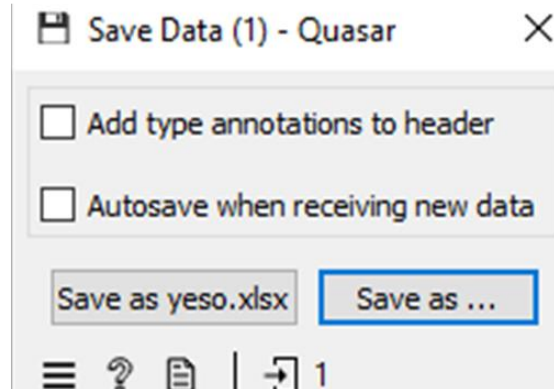 Save Data (1) - Quasar
Add type annotations to header
Autosave when receiving new data
Save as yeso.xlsx Save as ...
? 1